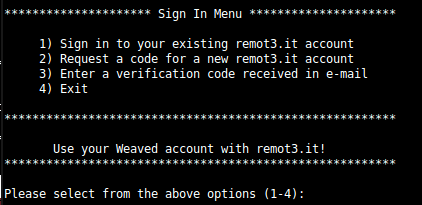 ********************* Sign In Menu *********************
1) Sign in to your existing remot3.it account
2) Request a code for a new remot3.it account
3) Enter a verification code received in e-mail
4) Exit
********************************************************
Use your Weaved account with remot3.it!
********************************************************
Please select from the above options (1-4):